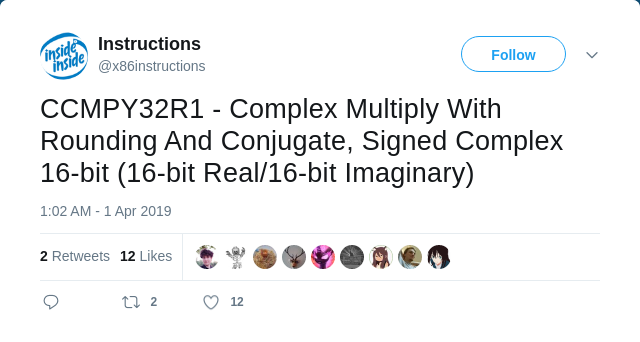 inside
inside
Instructions
@x86instructions
Follow
CCMPY32R1 - Complex Multiply With
Rounding And Conjugate, Signed Complex
16-bit (16-bit Real/16-bit Imaginary)
1:02 AM - 1 Apr 2019
2 Retweets 12 Likes
2 12